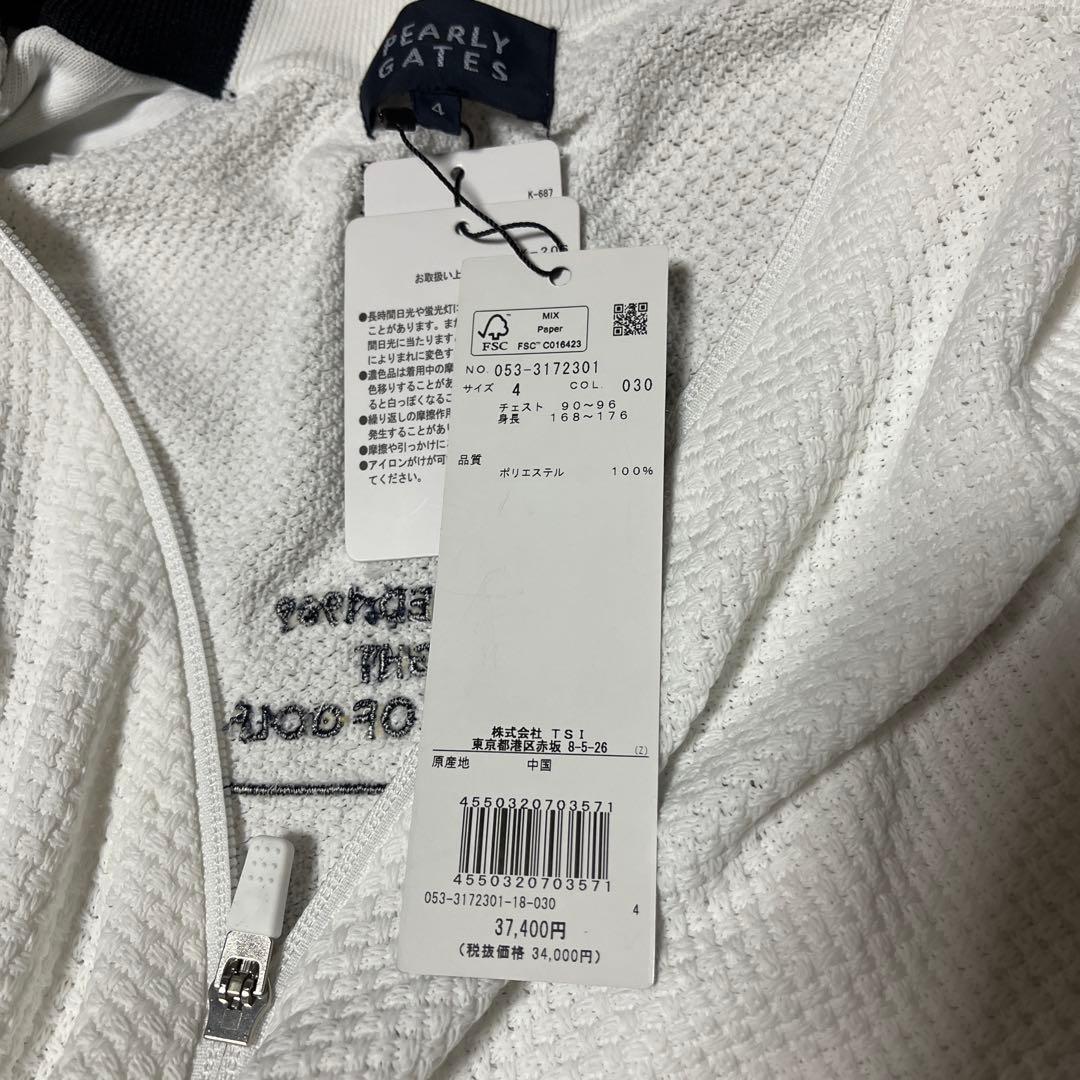 PEARLY
GATES
4
K-687
お取扱い上
●長時間日光や蛍光灯に
ことがあります。また
間日光に当たります
によりまれに変色す
●濃色品は着用中の摩
色移りすることがあ
ると白っぽくなるこ
●繰り返しの摩擦作用
発生することがあり
●摩擦や引っかけに
●アイロンがけが可
てください。
FSC™
MIX
Paper
FSC™ C016423
NO. 053-3172301
サイズ 4 COL. 030
チェスト 90～96
身長 168～176
品質
ポリエステル 100%
株式会社 TSI
東京都港区赤坂 8-5-26 (Z)
原産地 中国
4550320703571
4550320703571
053-3172301-18-030 4
37,400円
(税抜価格 34,000円)
OF GOLF